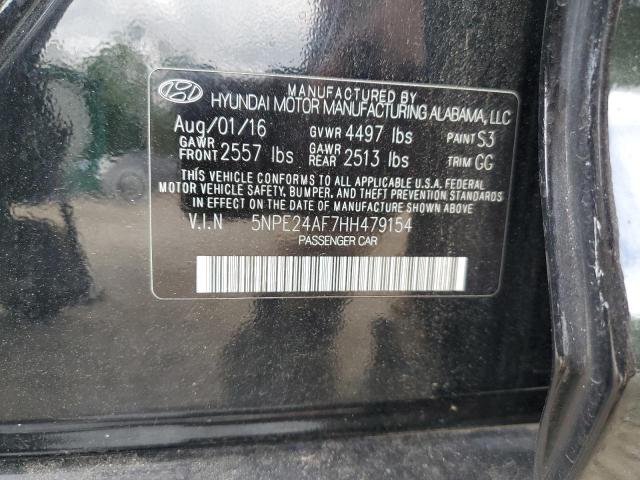 MANUFACTURED BY
HYUNDAI MOTOR MANUFACTURING ALABAMA, LLC
Aug/01/16 GVWR 4497 lbs PAINT S3
GAWR FRONT 2557 lbs GAWR REAR 2513 lbs TRIM GG
THIS VEHICLE CONFORMS TO ALL APPLICABLE U.S.A. FEDERAL
MOTOR VEHICLE SAFETY, BUMPER, AND THEFT PREVENTION STANDARDS
IN EFFECT ON THE DATE OF MANUFACTURE SHOWN ABOVE.
V.I.N 5NPE24AF7HH479154
PASSENGER CAR